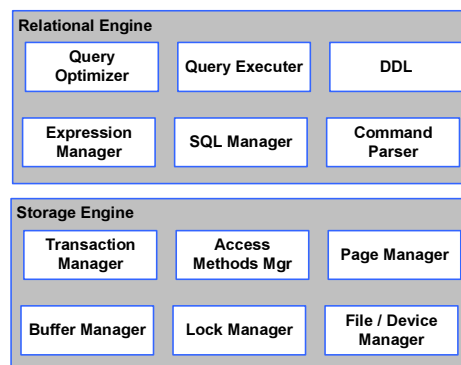 Relational Engine
Query
Optimizer
Query Executer
DDL
Expression
Manager
SQL Manager
Command
Parser
Storage Engine
Transaction
Manager
Access
Methods Mgr
Page Manager
Buffer Manager
Lock Manager
File / Device
Manager